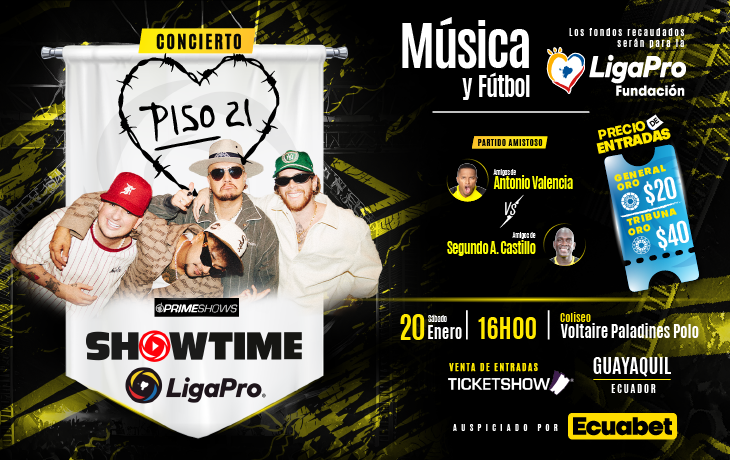 CONCIERTO
PISO 21
PRIMESHOWS
SHOWTIME
LigaPro®
Música
y Fútbol
Los fondos recaudados
serán para la
LigaPro
Fundación
PARTIDO AMISTOSO
Amigos de
Antonio Valencia
VS
Amigos de
Segundo A. Castillo
PRECIO DE
ENTRADAS
GENERAL
ORO $20
TRIBUNA
ORO $40
20 Sábado
Enero
16H00
Coliseo
Voltaire Paladines Polo
VENTA DE ENTRADAS
TICKETSHOW
GUAYAQUIL
ECUADOR
AUSPICIADO POR Ecuabet